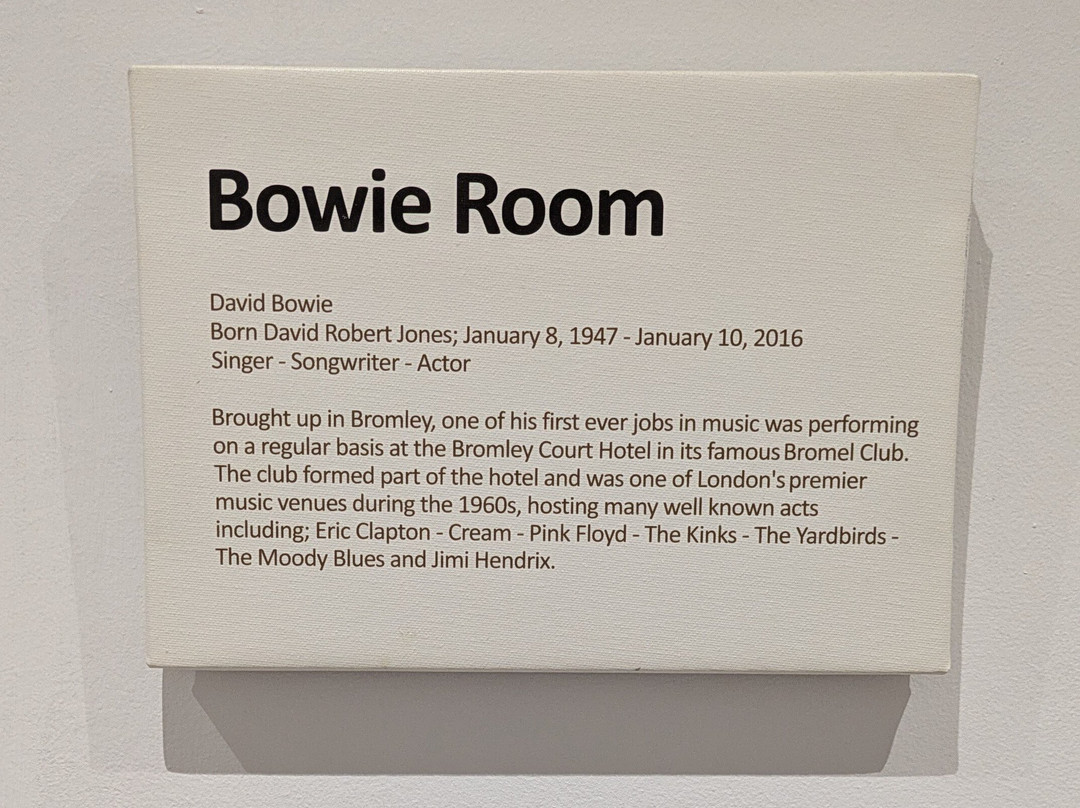 Bowie Room
David Bowie
Born David Robert Jones; January 8, 1947 - January 10, 2016
Singer - Songwriter - Actor
Brought up in Bromley, one of his first ever jobs in music was performing
on a regular basis at the Bromley Court Hotel in its famous Bromel Club.
The club formed part of the hotel and was one of London's premier
music venues during the 1960s, hosting many well known acts
including; Eric Clapton - Cream - Pink Floyd - The Kinks - The Yardbirds -
The Moody Blues and Jimi Hendrix.